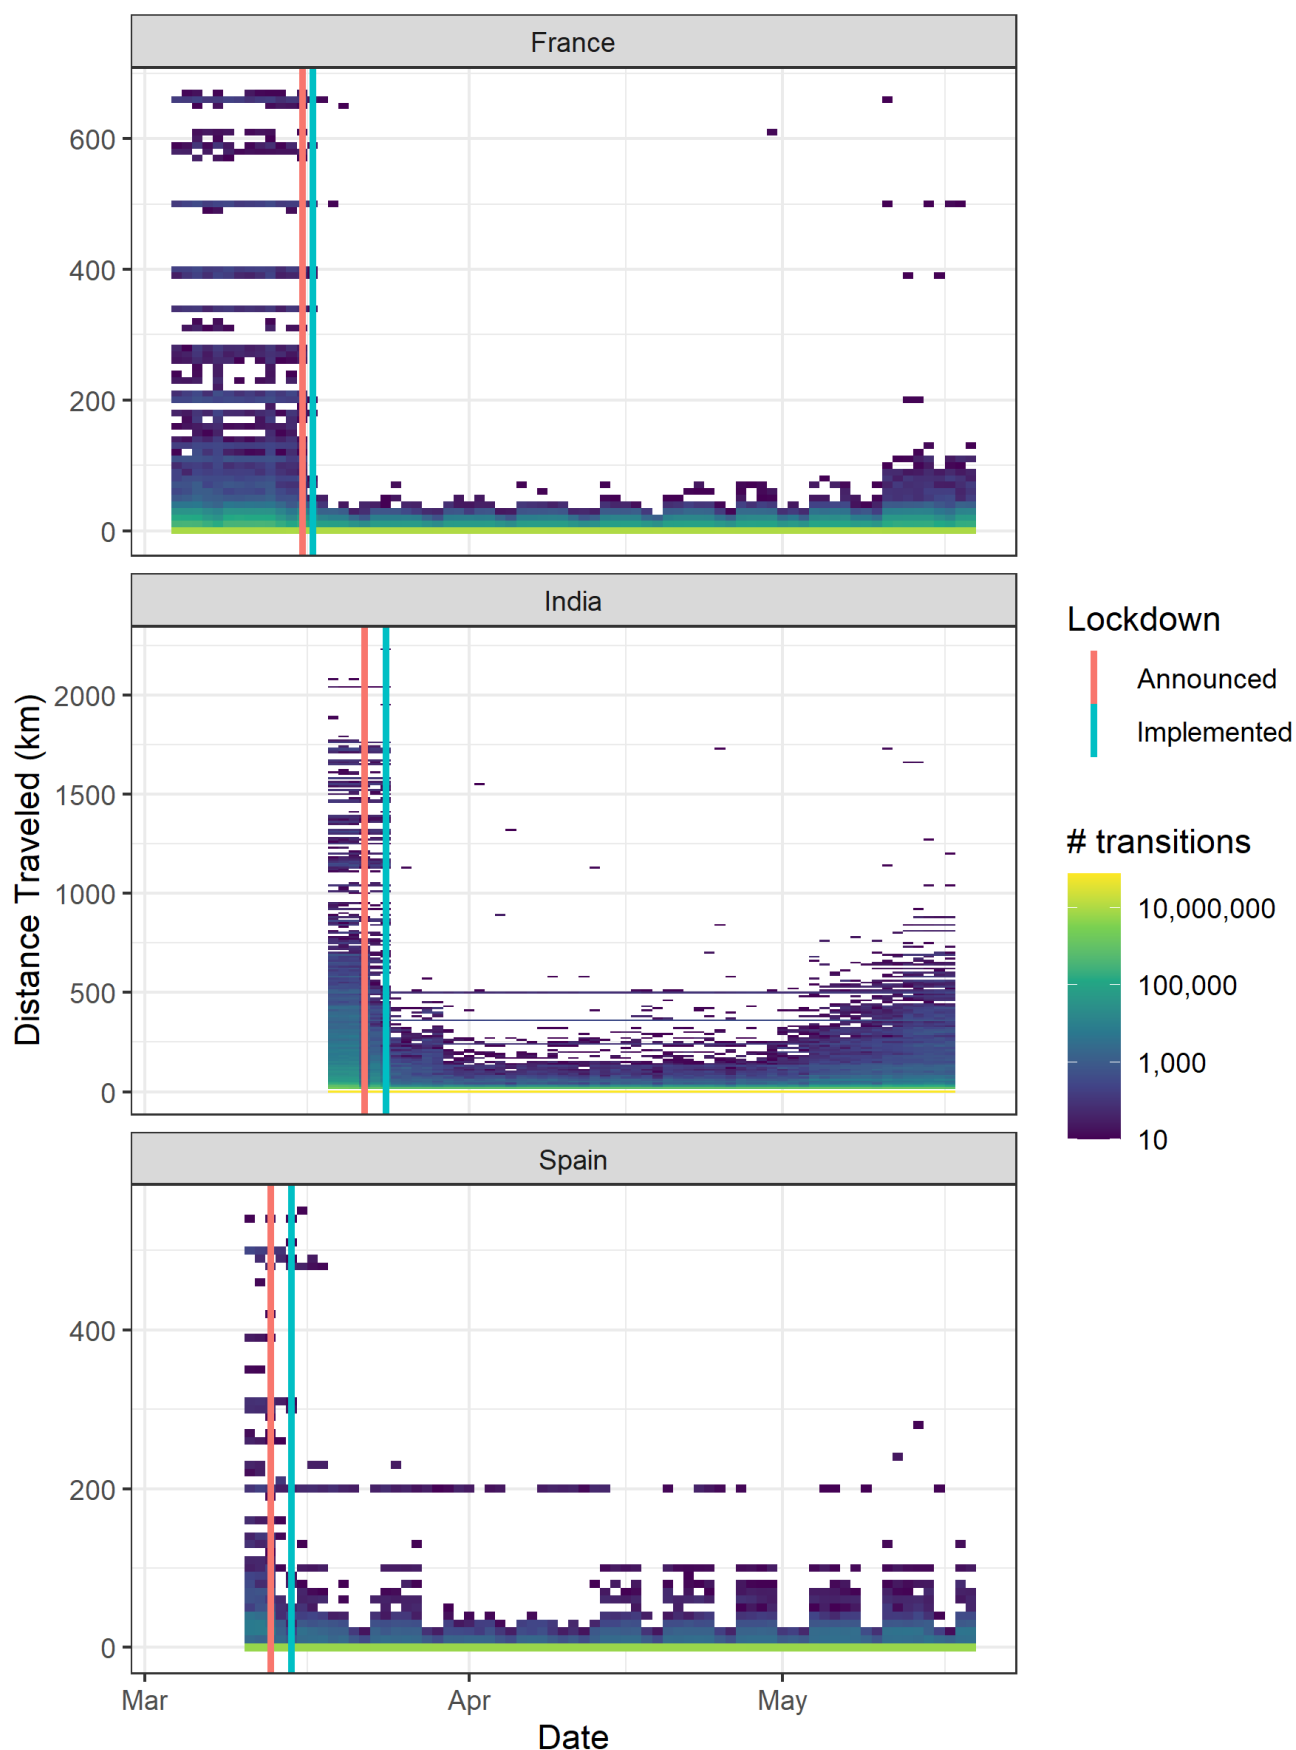 France
600
400
200
0
India
2000
1500
1000
500
0
Distance Traveled (km)
Spain
400
200
0
Mar
Apr
May
Date
Lockdown
Announced
Implemented
# transitions
10,000,000
100,000
1,000
10